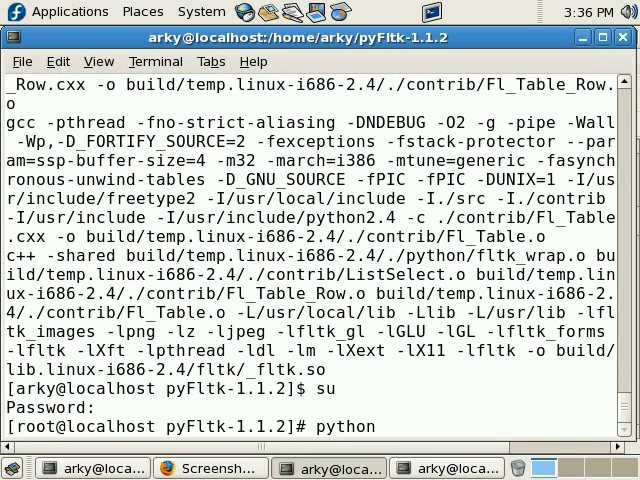 Applications Places System 3:36 PM
arky@localhost:/home/arky/pyFltk-1.1.2
File Edit View Terminal Tabs Help
_Row.cxx -o build/temp.linux-i686-2.4/./contrib/Fl_Table_Row.
o
gcc -pthread -fno-strict-aliasing -DNDEBUG -O2 -g -pipe -Wall
-Wp,-D_FORTIFY_SOURCE=2 -fexceptions -fstack-protector --par
am=ssp-buffer-size=4 -m32 -march=i386 -mtune=generic -fasynch
ronous-unwind-tables -D_GNU_SOURCE -fPIC -fPIC -DUNIX=1 -I/us
r/include/freetype2 -I/usr/local/include -I./src -I./contrib
-I/usr/include -I/usr/include/python2.4 -c ./contrib/Fl_Table
.cxx -o build/temp.linux-i686-2.4/./contrib/Fl_Table.o
c++ -shared build/temp.linux-i686-2.4/./python/fltk_wrap.o bu
ild/temp.linux-i686-2.4/./contrib/ListSelect.o build/temp.lin
ux-i686-2.4/./contrib/Fl_Table_Row.o build/temp.linux-i686-2.
4/./contrib/Fl_Table.o -L/usr/local/lib -Llib -L/usr/lib -lfl
tk_images -lpng -lz -ljpeg -lfltk_gl -lGLU -lGL -lfltk_forms
-lfltk -lXft -lpthread -ldl -lm -lXext -lX11 -lfltk -o build/
lib.linux-i686-2.4/fltk/_fltk.so
[arky@localhost pyFltk-1.1.2]$ su
Password:
[root@localhost pyFltk-1.1.2]# python
arky@loca... Screensh... arky@loca... arky@loca...